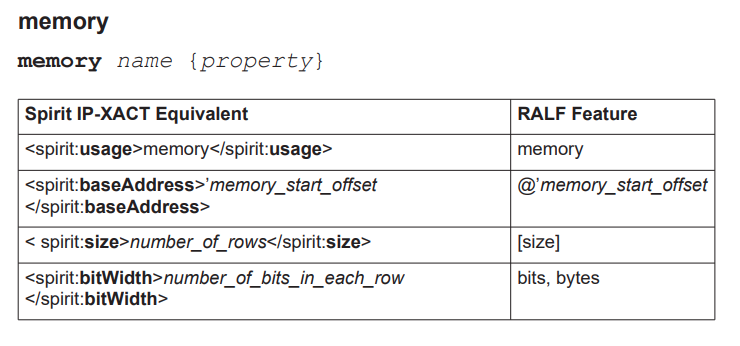 memory
memory name {property}
Spirit IP-XACT Equivalent RALF Feature
<spirit:usage>memory</spirit:usage> memory
<spirit:baseAddress>'memory_start_offset @'memory_start_offset
</spirit:baseAddress>
< spirit:size>number_of_rows</spirit:size> [size]
<spirit:bitWidth>number_of_bits_in_each_row bits, bytes
</spirit:bitWidth>